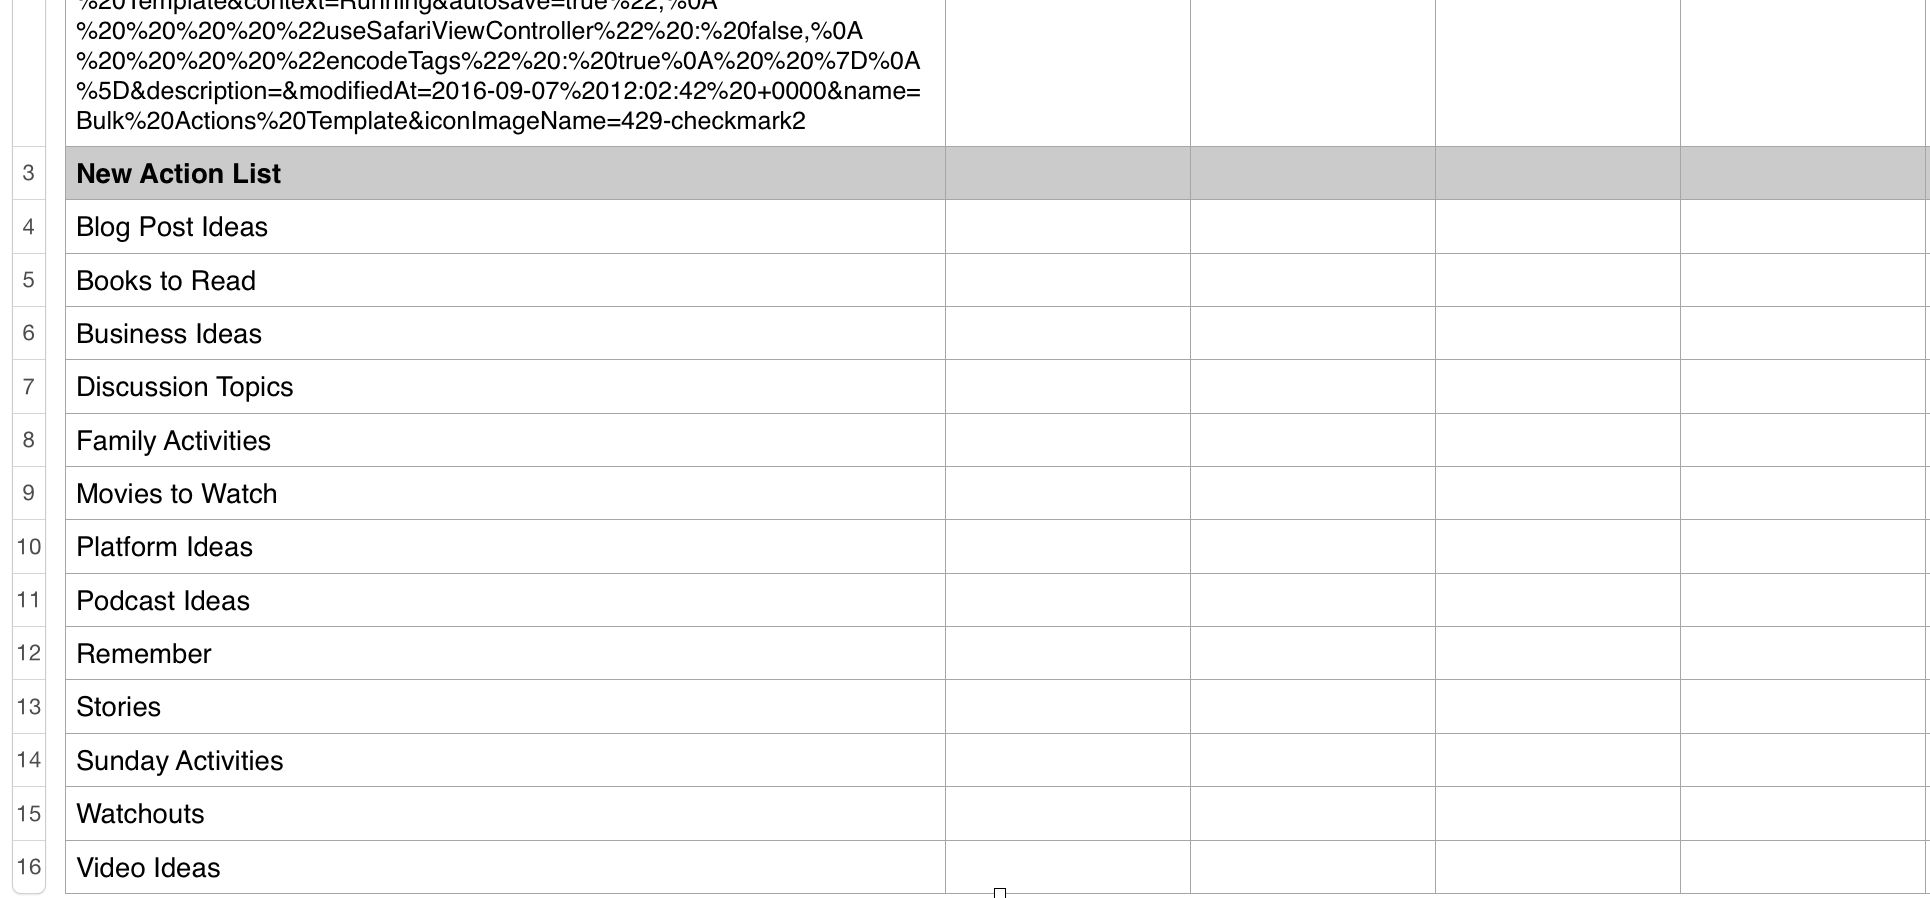 %20Template&context=Running&autosave=true%22,%0A
%20%20%20%20%22useSafariViewController%22%20:%20false,%0A
%20%20%20%20%22encodeTags%22%20:%20true%0A%20%20%7D%0A
%5D&description=&modifiedAt=2016-09-07%2012:02:42%20+0000&name=
Bulk%20Actions%20Template&iconImageName=429-checkmark2
3 New Action List
4 Blog Post Ideas
5 Books to Read
6 Business Ideas
7 Discussion Topics
8 Family Activities
9 Movies to Watch
10 Platform Ideas
11 Podcast Ideas
12 Remember
13 Stories
14 Sunday Activities
15 Watchouts
16 Video Ideas